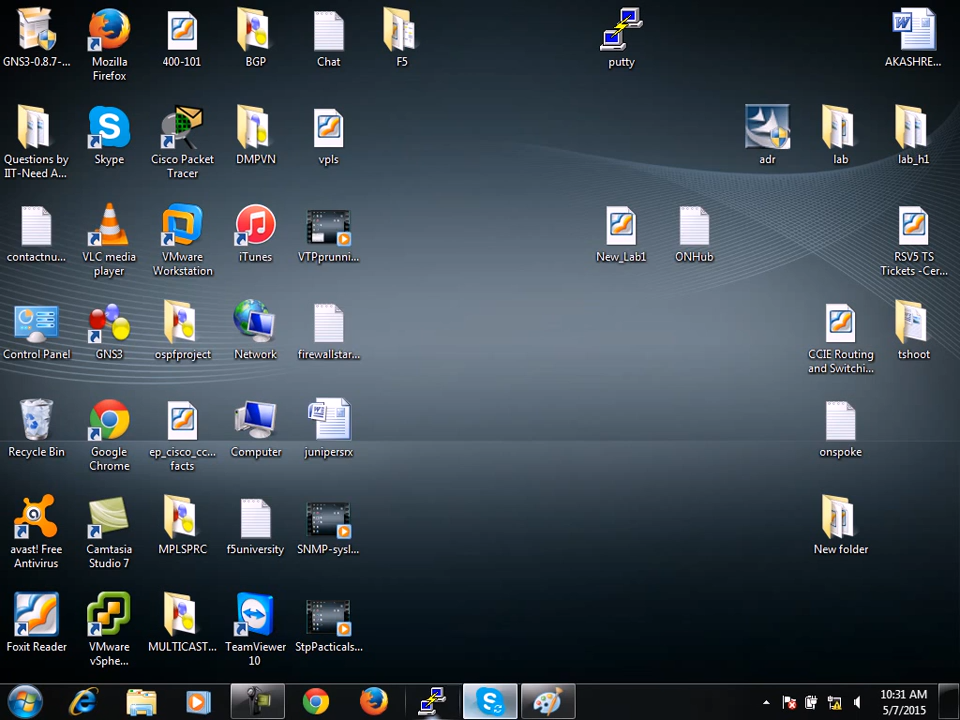 GNS3-0.8.7-...
Mozilla
Firefox
400-101
BGP
Chat
F5
putty
AKASHRE...
Questions by
IIT-Need A...
Skype
Cisco Packet
Tracer
DMPVN
vpls
adr
lab
lab_h1
contactnu...
VLC media
player
VMware
Workstation
iTunes
VTPprunni...
New_Lab1
ONHub
RSV5 TS
Tickets -Cer...
Control Panel
GNS3
ospfproject
Network
firewallstar...
CCIE Routing
and Switchi...
tshoot
Recycle Bin
Google
Chrome
ep_cisco_cc...
facts
Computer
junipersrx
onspoke
avast! Free
Antivirus
Camtasia
Studio 7
MPLSPRC
f5university
SNMP-sysl...
New folder
Foxit Reader
VMware
vSphe...
MULTICAST...
TeamViewer
10
StpPacticals...
10:31 AM
5/7/2015